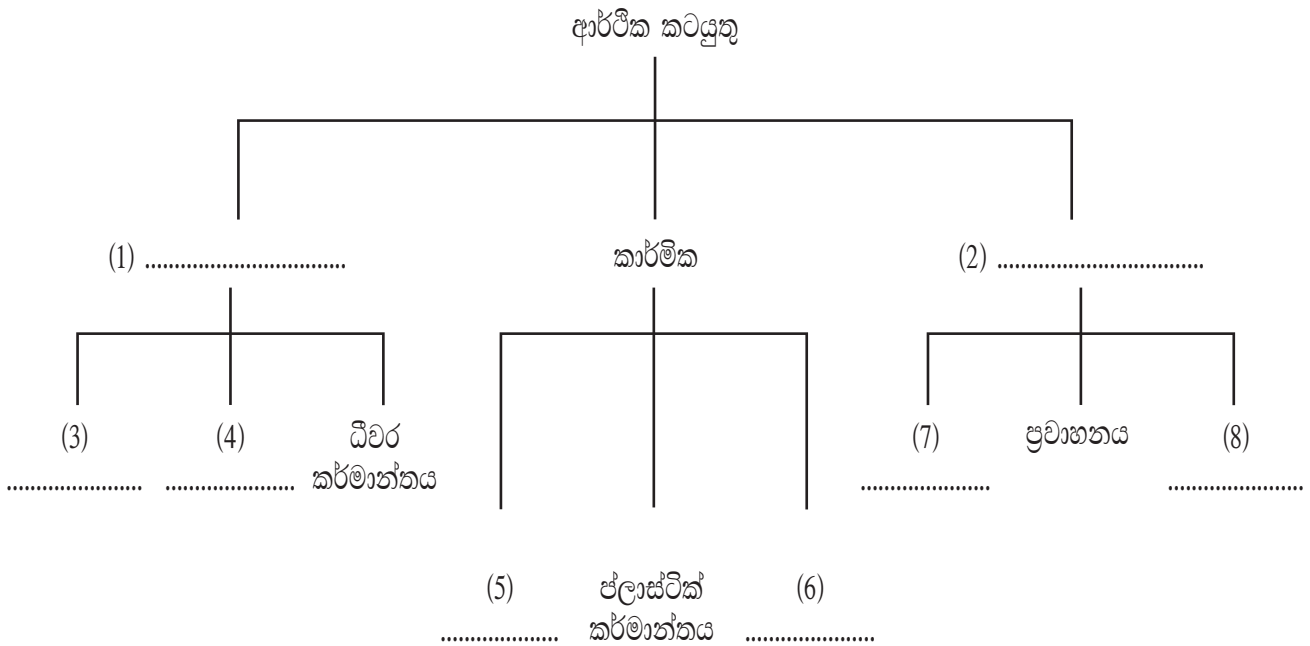 ආර්ථික කටයුතු
(1) .................................. කාර්මික (2) ...................................
(3) (4) ධීවර (7) ප්‍රවාහනය (8)
....................... ...................... කර්මාන්තය ...................... .......................
(5) ප්ලාස්ටික් (6)
.................... කර්මාන්තය ......................